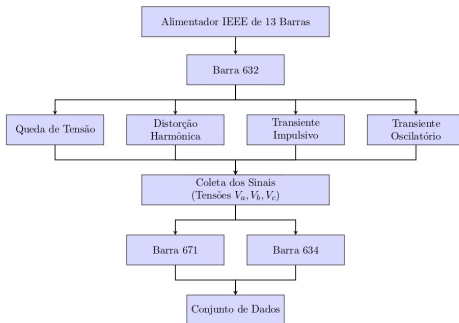 Alimentador IEEE de 13 Barras
Barra 632
Queda de Tensão
Distorção
Harmônica
Transiente
Impulsivo
Transiente
Oscilatório
Coleta dos Sinais
(Tensões Va, Vb, Vc)
Barra 671
Barra 634
Conjunto de Dados